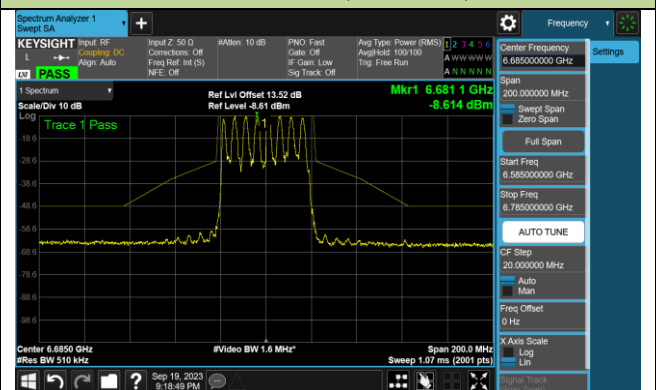 Spectrum Analyzer 1
Swept SA
+
Frequency
KEYSIGHT
L
LNI PASS
Input: RF
Coupling: DC
Align: Auto
Input Z: 50 Ω
Corrections: Off
Freq Ref: Int (S)
NFE: Off
#Atten: 10 dB
PNO: Fast
Gate: Off
IF Gain: Low
Sig Track: Off
Avg Type: Power (RMS)
Avg|Hold: 100/100
Trig: Free Run
1 2 3 4 5 6
A W W W W W
A N N N N N
Center Frequency
6.685000000 GHz
Settings
Span
200.000000 MHz
Swept Span
Zero Span
Full Span
Start Freq
6.585000000 GHz
Stop Freq
6.785000000 GHz
AUTO TUNE
CF Step
20.000000 MHz
Auto
Man
Freq Offset
0 Hz
X Axis Scale
Log
Lin
Signal Track
1 Spectrum
Scale/Div 10 dB
Log
Ref Lvl Offset 13.52 dB
Ref Level -8.61 dBm
Mkr1 6.681 1 GHz
-8.614 dBm
Trace 1 Pass
1
-18.6
-28.6
-38.6
-48.6
-58.6
-68.6
-78.6
-88.6
-98.6
Center 6.6850 GHz
#Res BW 510 kHz
#Video BW 1.6 MHz*
Span 200.0 MHz
Sweep 1.07 ms (2001 pts)
?
Sep 19, 2023
9:18:49 PM